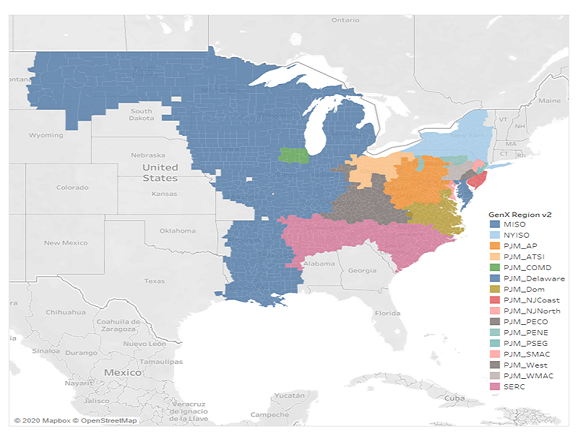 Ontario
Montana
South
Dakota
Wyoming
Nebraska
United
States
Colorado
Kansas
Oklahoma
New Mexico
Texas
Alabama
Georgia
Florida
Maine
VT
NH
MA
CT
RI
Chihuahua
Coahuila de
Zaragoza
Nuevo León
Sinaloa
Durango
Tamaulipas
Mexico
Nayarit
Jalisco
Veracruz
de Ignacio
de la Llave
Yucatán
Campeche
Cuba
GenX Region v2
MISO
NYISO
PJM_AP
PJM_ATSI
PJM_COMD
PJM_Delaware
PJM_Dom
PJM_NJCoast
PJM_NJNorth
PJM_PECO
PJM_PENE
PJM_PSEG
PJM_SMAC
PJM_West
PJM_WMAC
SERC
© 2020 Mapbox © OpenStreetMap